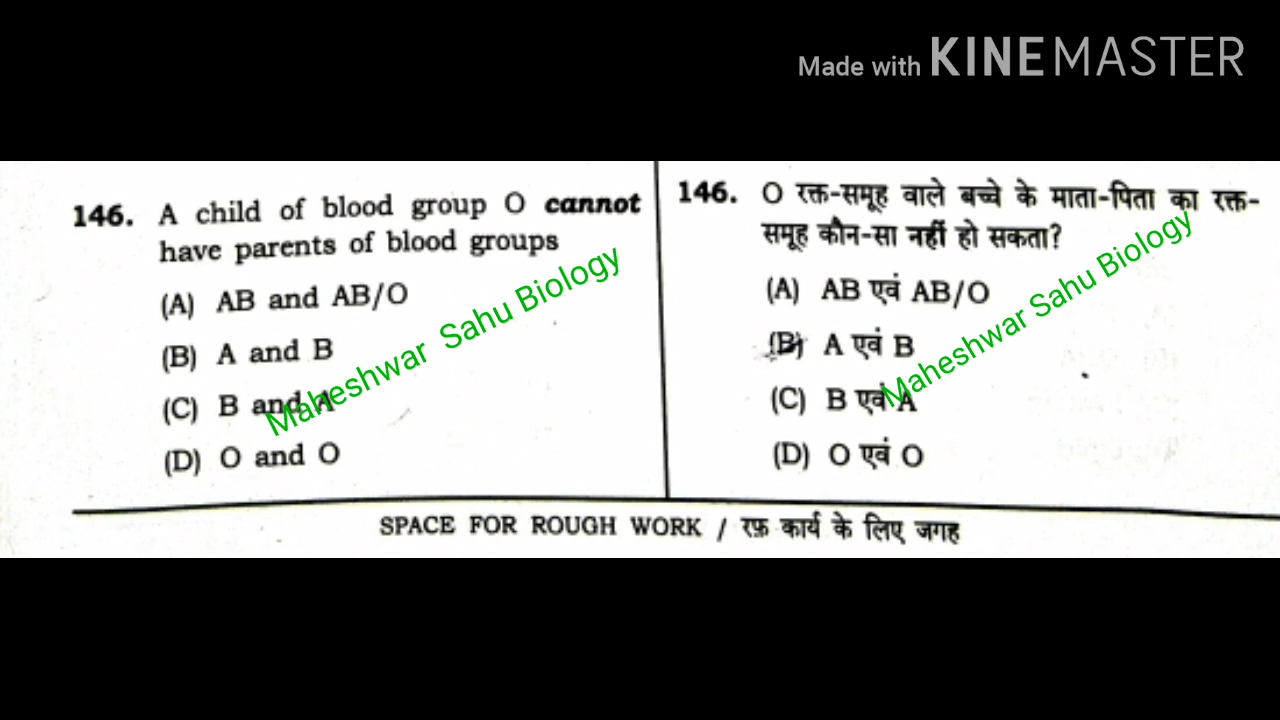 Made with KINEMASTER
146. A child of blood group O cannot
have parents of blood groups
(A) AB and AB/O
(B) A and B
(C) B and A
(D) O and O
Maheshwar Sahu Biology
146. O रक्त-समूह वाले बच्चे के माता-पिता का रक्त-
समूह कौन-सा नहीं हो सकता?
(A) AB एवं AB/O
(B) A एवं B
(C) B एवं A
(D) O एवं O
Maheshwar Sahu Biology
SPACE FOR ROUGH WORK / रफ़ कार्य के लिए जगह